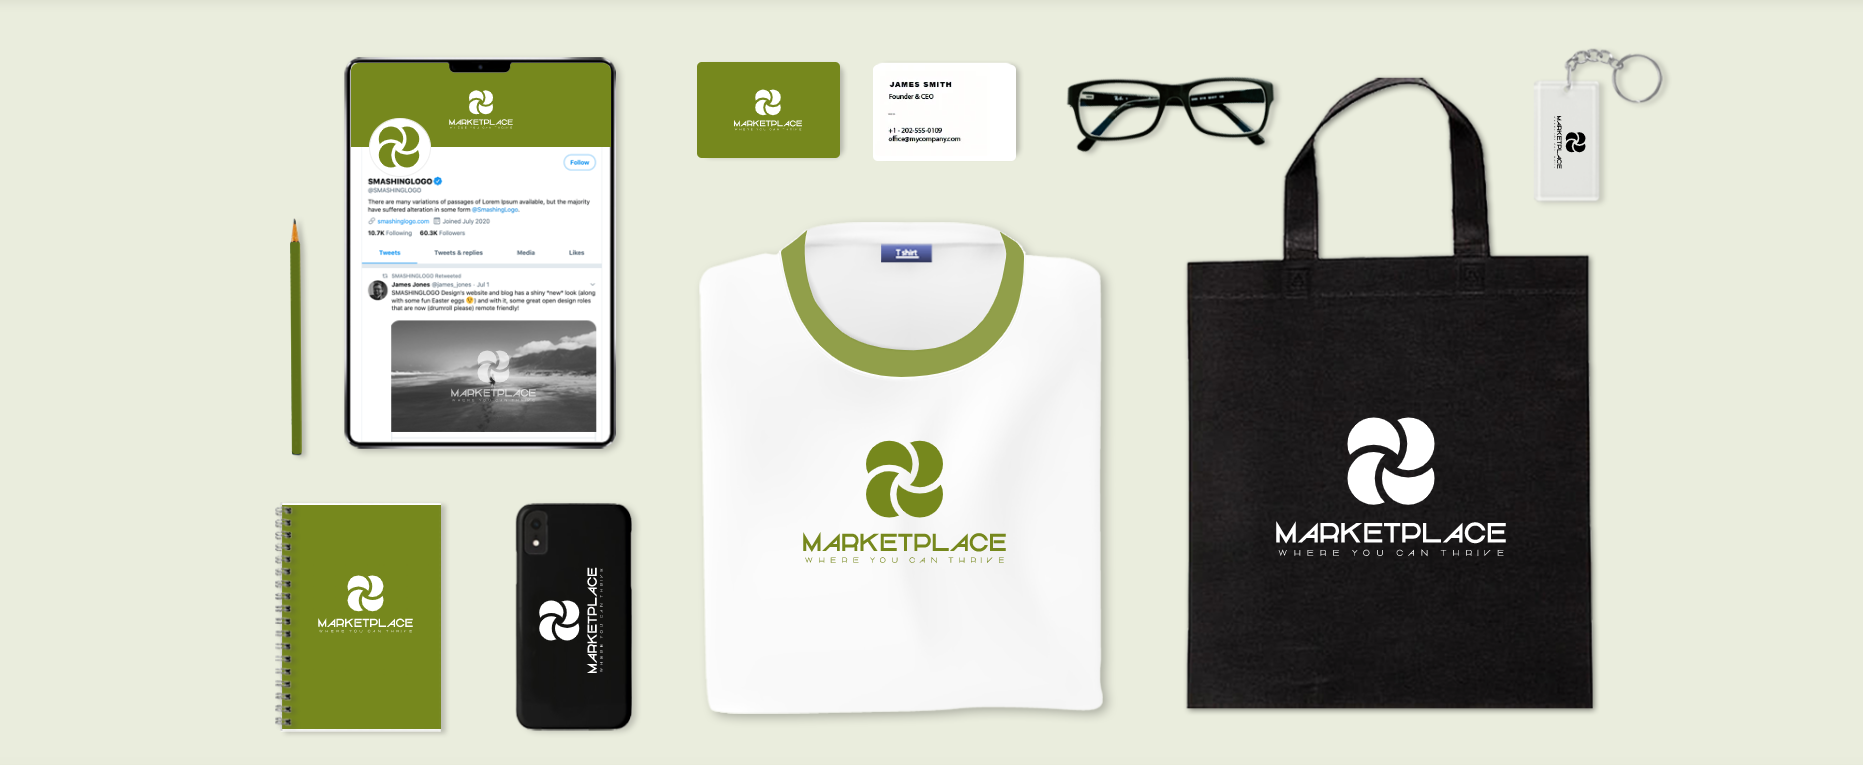 MARKETPLACE
WHERE YOU CAN THRIVE
Follow
SMASHINGLOGO
@SMASHINGLOGO
There are many variations of passages of Lorem Ipsum available, but the majority
have suffered alteration in some form @SmashingLogo.
smashinglogo.com Joined July 2020
10.7K Following 60.3K Followers
Tweets Tweets & replies Media Likes
SMASHINGLOGO Retweeted
James Jones @james_jones - Jul 1
SMASHINGLOGO Design's website and blog has a shiny *new* look (along
with some fun Easter eggs 😉) and with it, some great open design roles
that are now (drumroll please) remote friendly!
MARKETPLACE
WHERE YOU CAN THRIVE
MARKETPLACE
WHERE YOU CAN THRIVE
JAMES SMITH
Founder & CEO
+1 - 202-555-0109
office@mycompany.com
MARKETPLACE
WHERE YOU CAN THRIVE
MARKETPLACE
WHERE YOU CAN THRIVE
T shirt
MARKETPLACE
WHERE YOU CAN THRIVE
MARKETPLACE
WHERE YOU CAN THRIVE
MARKETPLACE